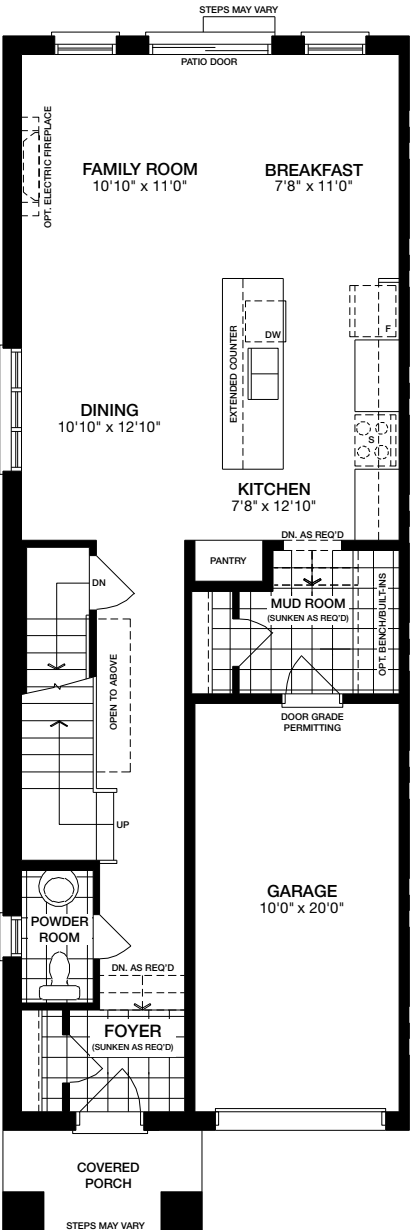 STEPS MAY VARY
PATIO DOOR
OPT. ELECTRIC FIREPLACE
FAMILY ROOM
10'10" x 11'0"
BREAKFAST
7'8" x 11'0"
EXTENDED COUNTER
DW
F
S
DINING
10'10" x 12'10"
KITCHEN
7'8" x 12'10"
DN. AS REQ'D
PANTRY
DN
MUD ROOM
(SUNKEN AS REQ'D)
OPT. BENCH/BUILT-INS
OPEN TO ABOVE
DOOR GRADE
PERMITTING
UP
GARAGE
10'0" x 20'0"
POWDER
ROOM
DN. AS REQ'D
FOYER
(SUNKEN AS REQ'D)
COVERED
PORCH
STEPS MAY VARY